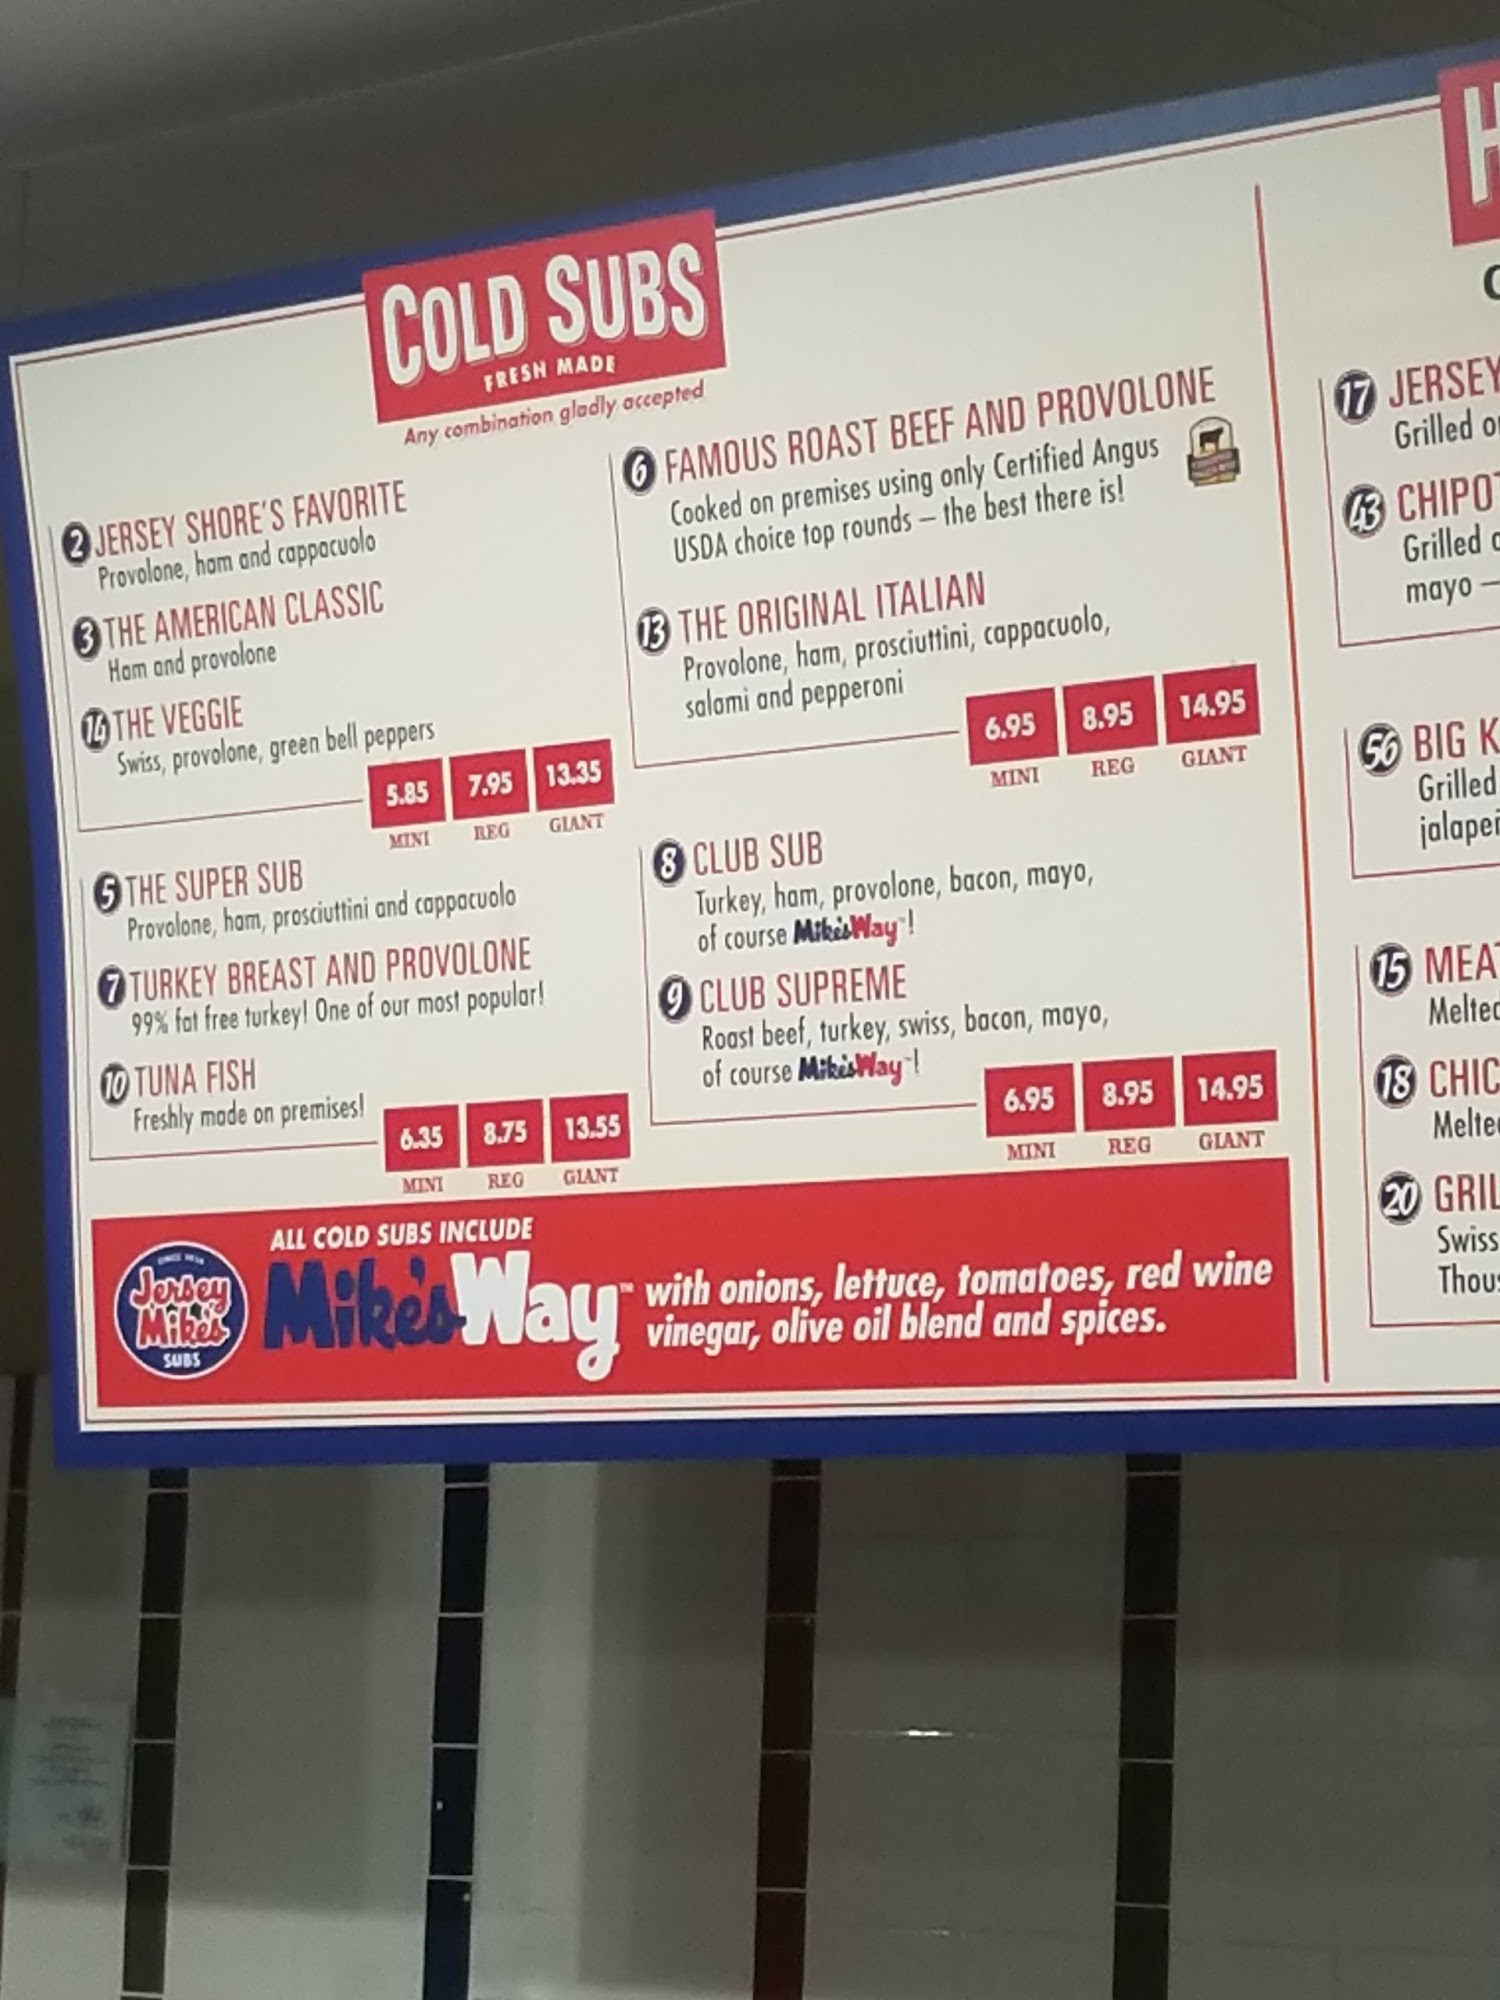 COLD SUBS
FRESH MADE
Any combination gladly accepted
2 JERSEY SHORE'S FAVORITE
Provolone, ham and cappacuolo
3 THE AMERICAN CLASSIC
Ham and provolone
14 THE VEGGIE
Swiss, provolone, green bell peppers
5.85 7.95 13.35
MINI REG GIANT
5 THE SUPER SUB
Provolone, ham, prosciuttini and cappacuolo
7 TURKEY BREAST AND PROVOLONE
99% fat free turkey! One of our most popular!
10 TUNA FISH
Freshly made on premises!
6.35 8.75 13.55
MINI REG GIANT
6 FAMOUS ROAST BEEF AND PROVOLONE
Cooked on premises using only Certified Angus
USDA choice top rounds – the best there is!
13 THE ORIGINAL ITALIAN
Provolone, ham, prosciuttini, cappacuolo,
salami and pepperoni
6.95 8.95 14.95
MINI REG GIANT
8 CLUB SUB
Turkey, ham, provolone, bacon, mayo,
of course Mike's Way™!
9 CLUB SUPREME
Roast beef, turkey, swiss, bacon, mayo,
of course Mike's Way™!
6.95 8.95 14.95
MINI REG GIANT
Jersey
Mike's
SUBS
ALL COLD SUBS INCLUDE
Mike's Way™ with onions, lettuce, tomatoes, red wine
vinegar, olive oil blend and spices.
17 JERSEY
Grilled
43
Grilled
mayo –
56 BIG K
Grilled
15
18
20
Swiss